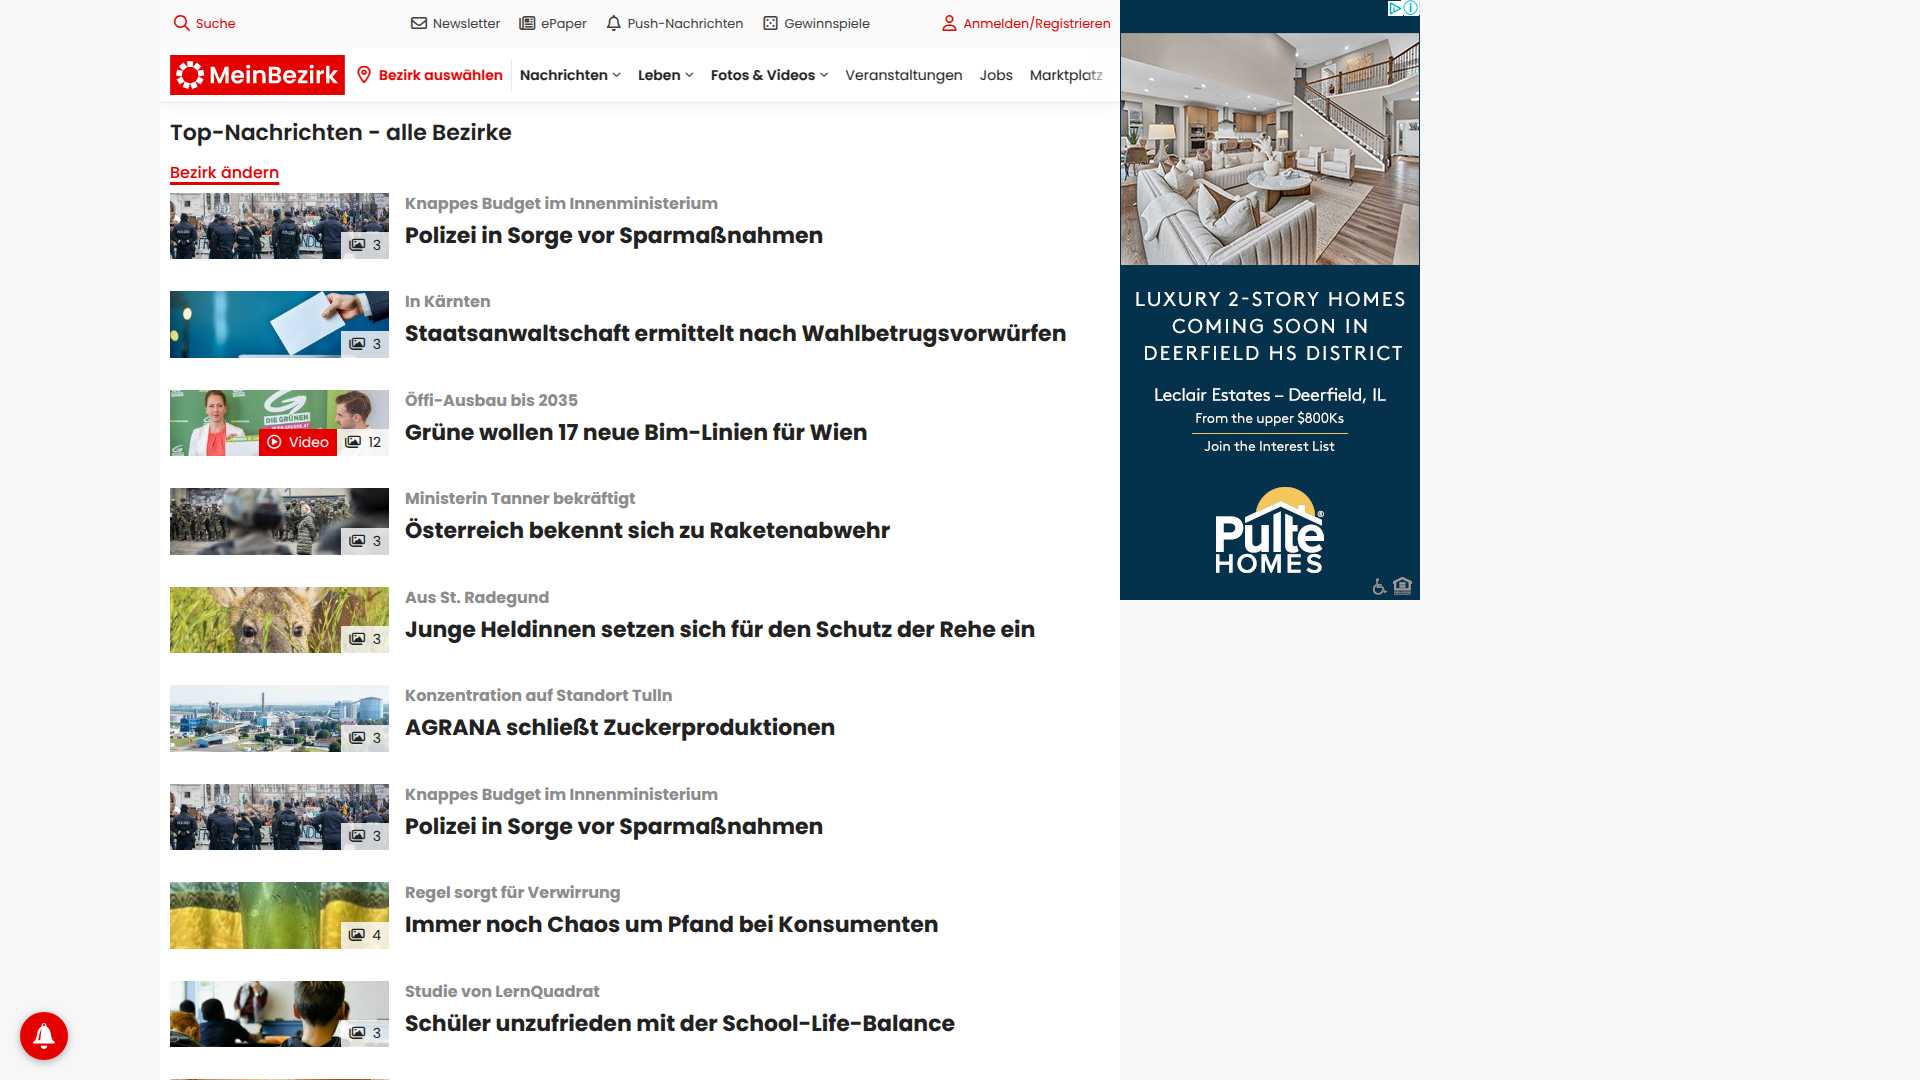 Suche
Newsletter
ePaper
Push-Nachrichten
Gewinnspiele
Anmelden/Registrieren
MeinBezirk
Bezirk auswählen
Nachrichten
Leben
Fotos & Videos
Veranstaltungen
Jobs
Marktplatz
Top-Nachrichten - alle Bezirke
Bezirk ändern
3
Knappes Budget im Innenministerium
Polizei in Sorge vor Sparmaßnahmen
3
In Kärnten
Staatsanwaltschaft ermittelt nach Wahlbetrugsvorwürfen
DIE GRÜNEN
Video
12
Öffi-Ausbau bis 2035
Grüne wollen 17 neue Bim-Linien für Wien
3
Ministerin Tanner bekräftigt
Österreich bekennt sich zu Raketenabwehr
3
Aus St. Radegund
Junge Heldinnen setzen sich für den Schutz der Rehe ein
3
Konzentration auf Standort Tulln
AGRANA schließt Zuckerproduktionen
3
Knappes Budget im Innenministerium
Polizei in Sorge vor Sparmaßnahmen
4
Regel sorgt für Verwirrung
Immer noch Chaos um Pfand bei Konsumenten
3
Studie von LernQuadrat
Schüler unzufrieden mit der School-Life-Balance
LUXURY 2-STORY HOMES
COMING SOON IN
DEERFIELD HS DISTRICT
Leclair Estates – Deerfield, IL
From the upper $800Ks
Join the Interest List
Pulte®
HOMES